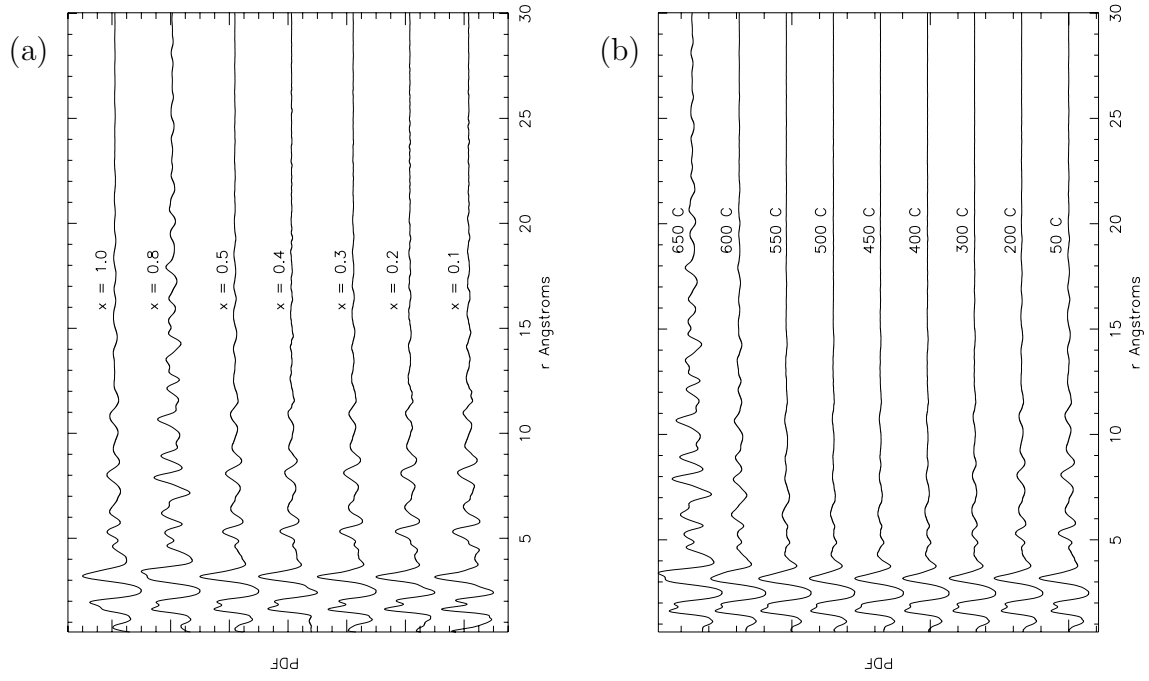 (a)
30
25
20
15
10
5
r Angstroms
PDF
x = 1.0
x = 0.8
x = 0.5
x = 0.4
x = 0.3
x = 0.2
x = 0.1
(b)
30
25
20
15
10
5
r Angstroms
PDF
650 C
600 C
550 C
500 C
450 C
400 C
300 C
200 C
50 C